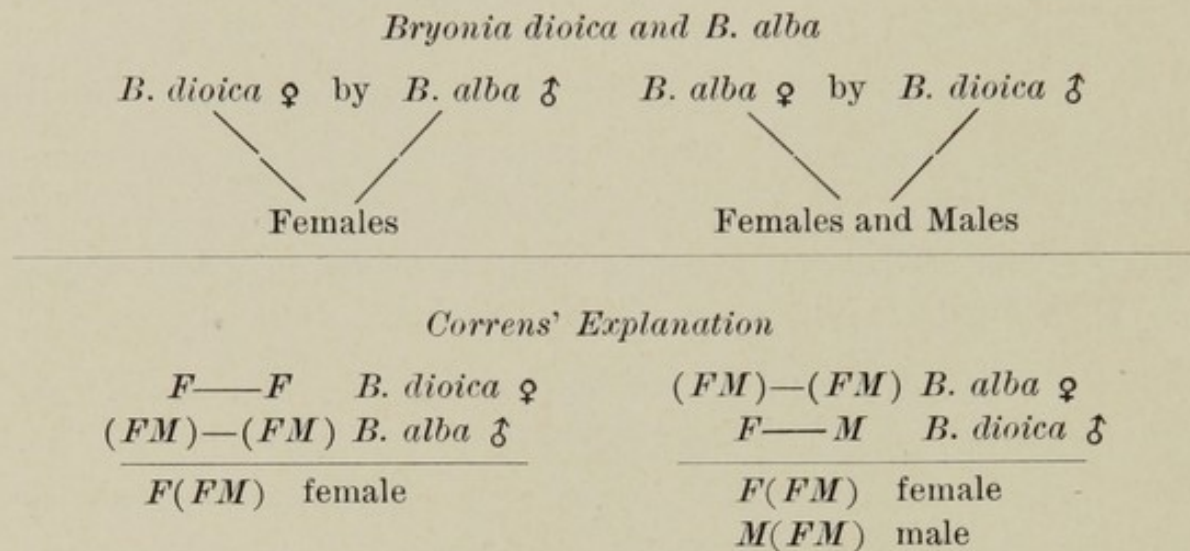 Bryonia dioica and B. alba
B. dioica ♀ by B. alba ♂ B. alba ♀ by B. dioica ♂
Females Females and Males
Correns' Explanation
F——F B. dioica ♀ (FM)—(FM) B. alba ♀
(FM)—(FM) B. alba ♂ F——M B. dioica ♂
F(FM) female F(FM) female
M(FM) male